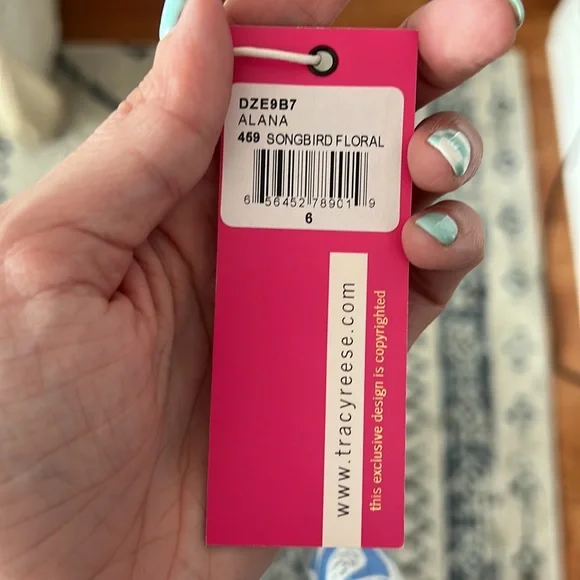 DZE9B7
ALANA
459 SONGBIRD FLORAL
6 56452 78901 9
6
www.tracyreese.com
this exclusive design is copyrighted